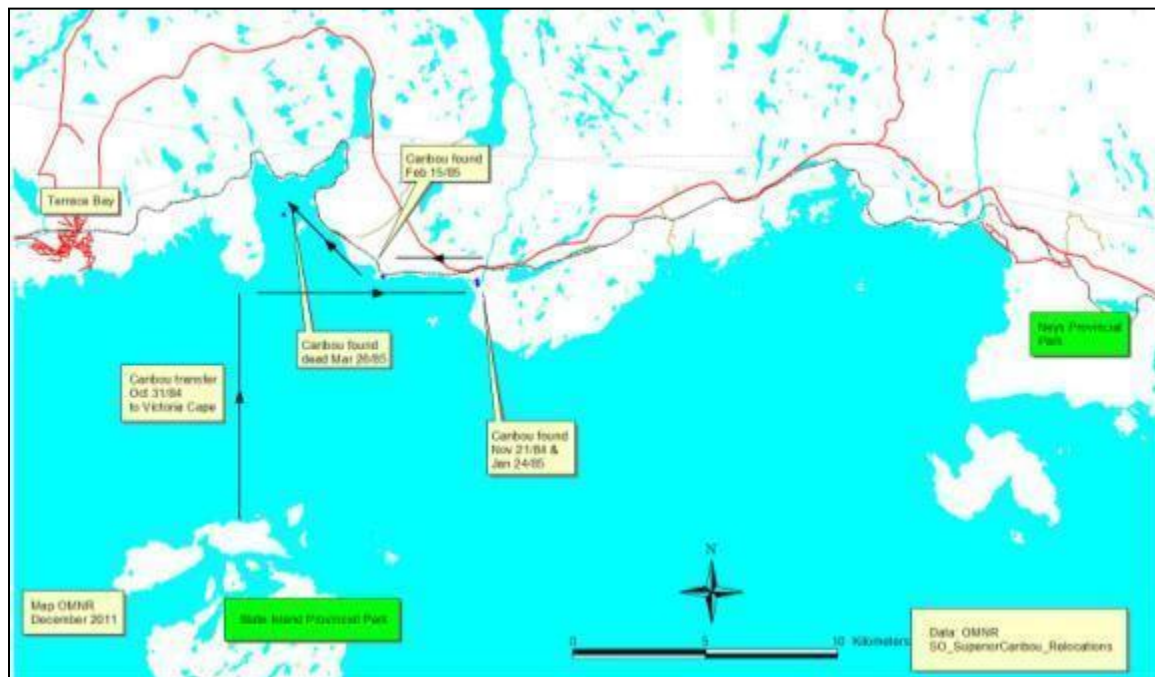 Caribou found
Feb 15/85
Terrace Bay
Neys Provincial
Park
Caribou found
dead Mar 26/85
Caribou transfer
Oct 31/84
to Victoria Cape
Caribou found
Nov 21/84 &
Jan 24/85
N
Map OMNR
December 2011
Slate Island Provincial Park
0 5 10 Kilometers
Data: OMNR
SO_SuperiorCaribou_Relocations